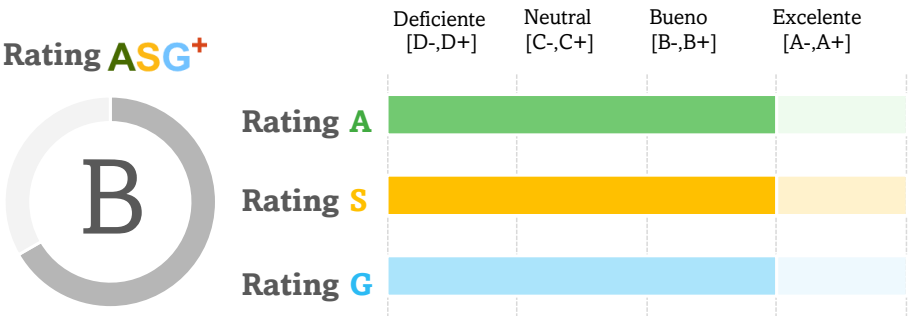 Deficiente Neutral Bueno Excelente
[D-,D+] [C-,C+] [B-,B+] [A-,A+]
Rating ASG+
Rating A
B
Rating S
Rating G